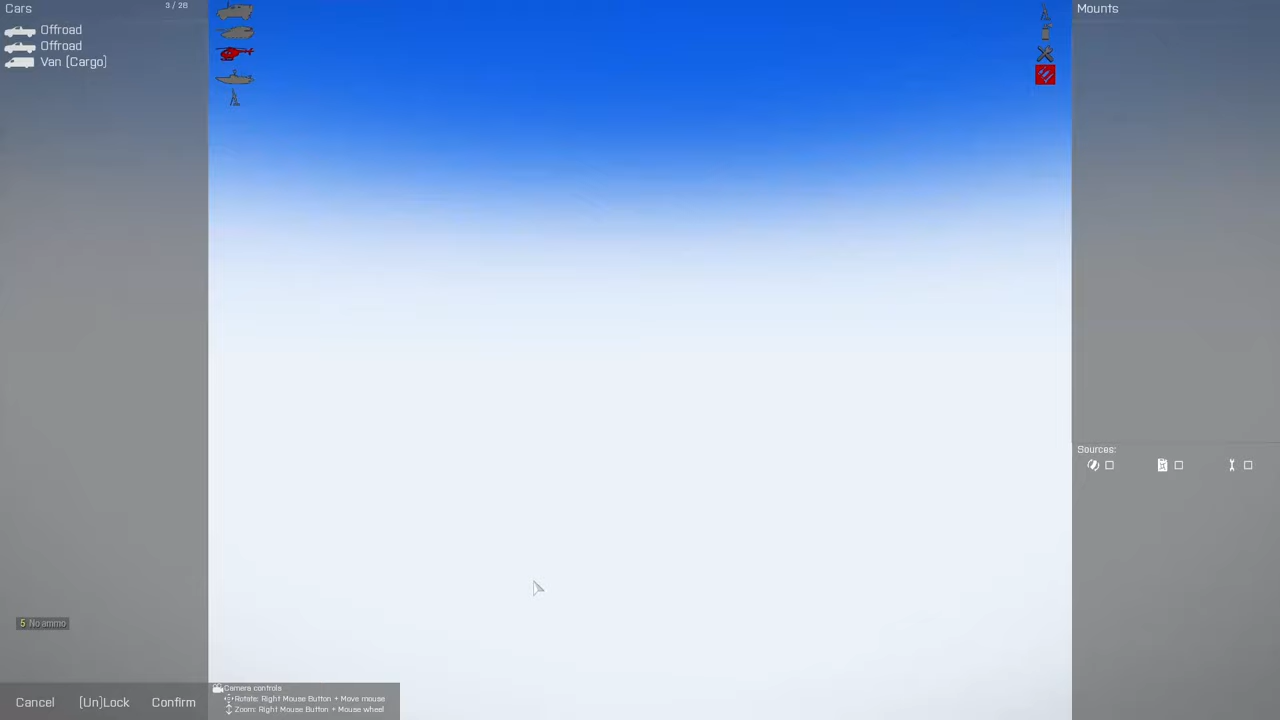 Cars
3 / 26
Offroad
Offroad
Van (Cargo)
Mounts
Sources:
5 No ammo
Cancel
(Un)Lock
Confirm
Camera controls
Rotate: Right Mouse Button + Move mouse
Zoom: Right Mouse Button + Mouse wheel